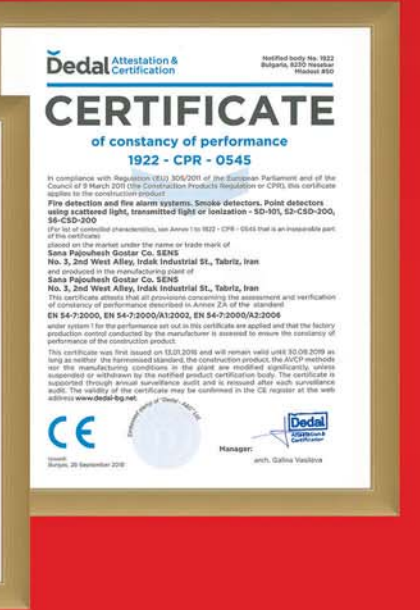 Dedal Attestation &
Certification
Notified body No. 1922
Bulgaria, 8230 Nesebar
Mladost #50
CERTIFICATE
of constancy of performance
1922 - CPR - 0545
In compliance with Regulation (EU) 305/2011 of the European Parliament and of the
Council of 9 March 2011 (the Construction Products Regulation or CPR), this certificate
applies to the construction product
Fire detection and fire alarm systems. Smoke detectors. Point detectors
using scattered light, transmitted light or ionization - SD-101, S2-CSD-200,
S6-CSD-200
(For list of controlled characteristics, see Annex 1 to 1922 - CPR - 0545 that is an inseparable part
of the certificate)
placed on the market under the name or trade mark of
Sana Pajouhesh Gostar Co. SENS
No. 3, 2nd West Alley, Irdak Industrial St., Tabriz, Iran
and produced in the manufacturing plant of
Sana Pajouhesh Gostar Co. SENS
No. 3, 2nd West Alley, Irdak Industrial St., Tabriz, Iran
This certificate attests that all provisions concerning the assessment and verification
of constancy of performance described in Annex ZA of the standard
EN 54-7:2000, EN 54-7:2000/A1:2002, EN 54-7:2000/A2:2006
under system 1 for the performance set out in this certificate are applied and that the factory
production control conducted by the manufacturer is assessed to ensure the constancy of
performance of the construction product.
This certificate was first issued on 13.01.2016 and will remain valid until 30.08.2019 as
long as neither the harmonised standard, the construction product, the AVCP methods
nor the manufacturing conditions in the plant are modified significantly, unless
suspended or withdrawn by the notified product certification body. The certificate is
supported through annual surveillance audit and is reissued after each surveillance
audit. The validity of the certificate may be confirmed in the CE register at the web
address www.dedal-bg.net.
CE
Dedal
Attestation &
Certification
Manager:
arch. Galina Vasileva
Issued:
Burgas, 28 September 2018